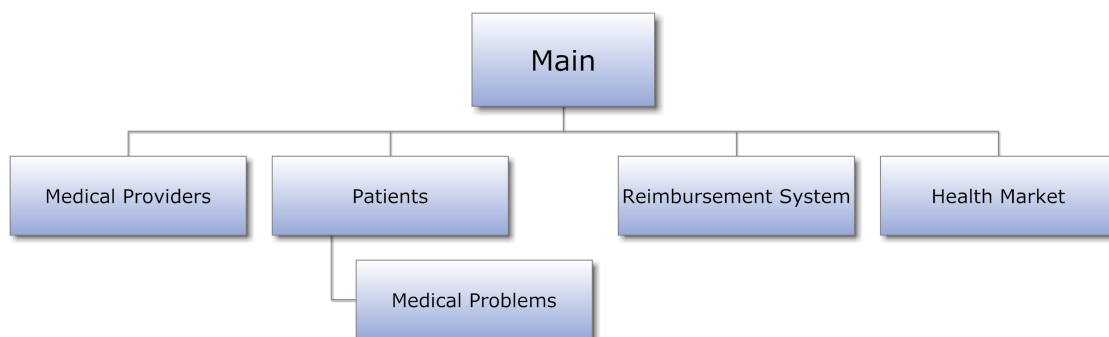 Main
Medical Providers
Patients
Reimbursement System
Health Market
Medical Problems